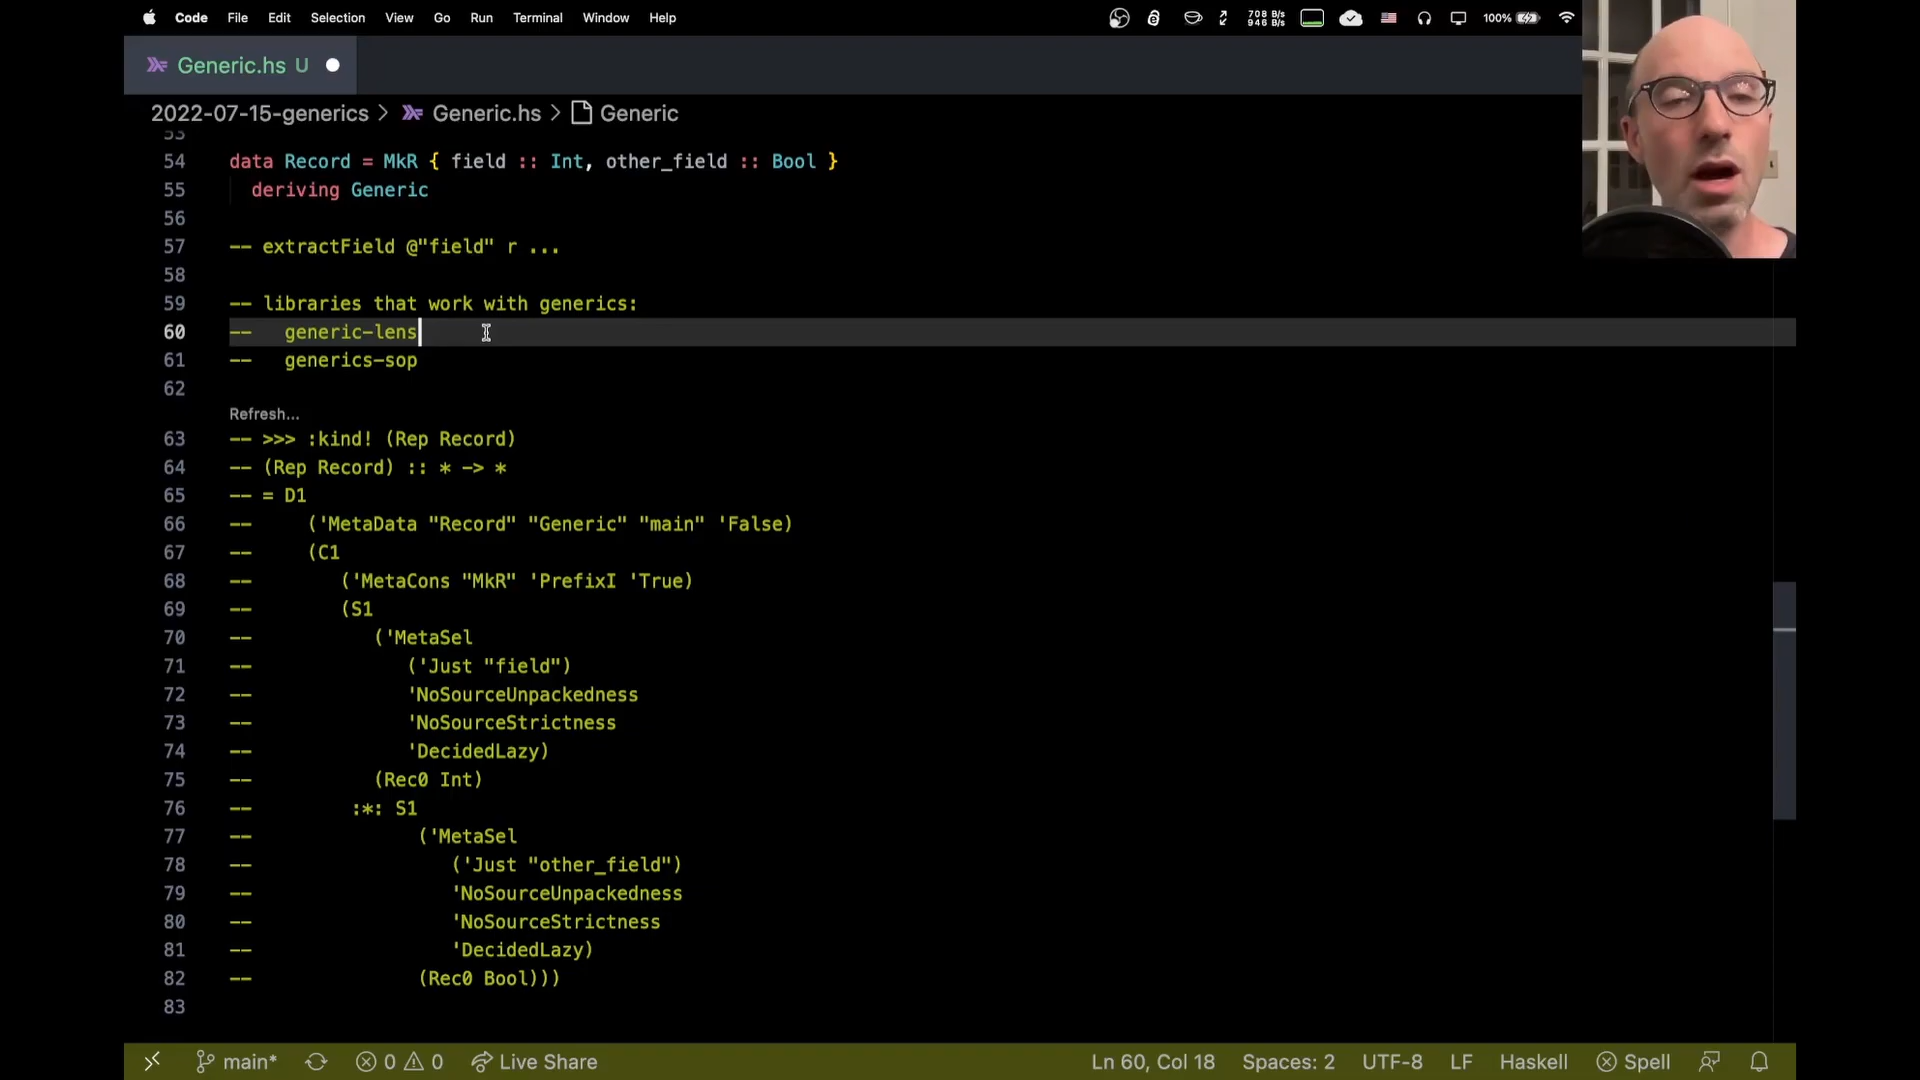 Code File Edit Selection View Go Run Terminal Window Help 708 B/s 946 B/s 100%
Generic.hs U
2022-07-15-generics > Generic.hs > Generic
53
54 data Record = MkR { field :: Int, other_field :: Bool }
55 deriving Generic
56
57 -- extractField @"field" r ...
58
59 -- libraries that work with generics:
60 -- generic-lens
61 -- generics-sop
62
Refresh...
63 -- >>> :kind! (Rep Record)
64 -- (Rep Record) :: * -> *
65 -- = D1
66 -- ('MetaData "Record" "Generic" "main" 'False)
67 -- (C1
68 -- ('MetaCons "MkR" 'PrefixI 'True)
69 -- (S1
70 -- ('MetaSel
71 -- ('Just "field")
72 -- 'NoSourceUnpackedness
73 -- 'NoSourceStrictness
74 -- 'DecidedLazy)
75 -- (Rec0 Int)
76 -- :*: S1
77 -- ('MetaSel
78 -- ('Just "other_field")
79 -- 'NoSourceUnpackedness
80 -- 'NoSourceStrictness
81 -- 'DecidedLazy)
82 -- (Rec0 Bool)))
83
main* 0 0 Live Share Ln 60, Col 18 Spaces: 2 UTF-8 LF Haskell Spell